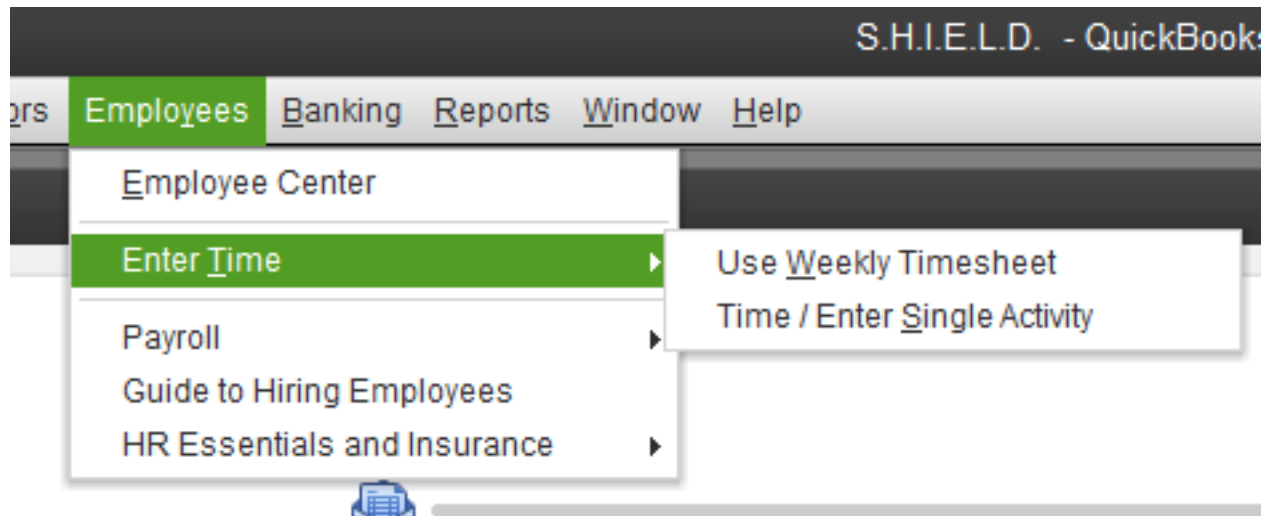 S.H.I.E.L.D. - QuickBooks
ors Employees Banking Reports Window Help
Employee Center
Enter Time
Use Weekly Timesheet
Time / Enter Single Activity
Payroll
Guide to Hiring Employees
HR Essentials and Insurance